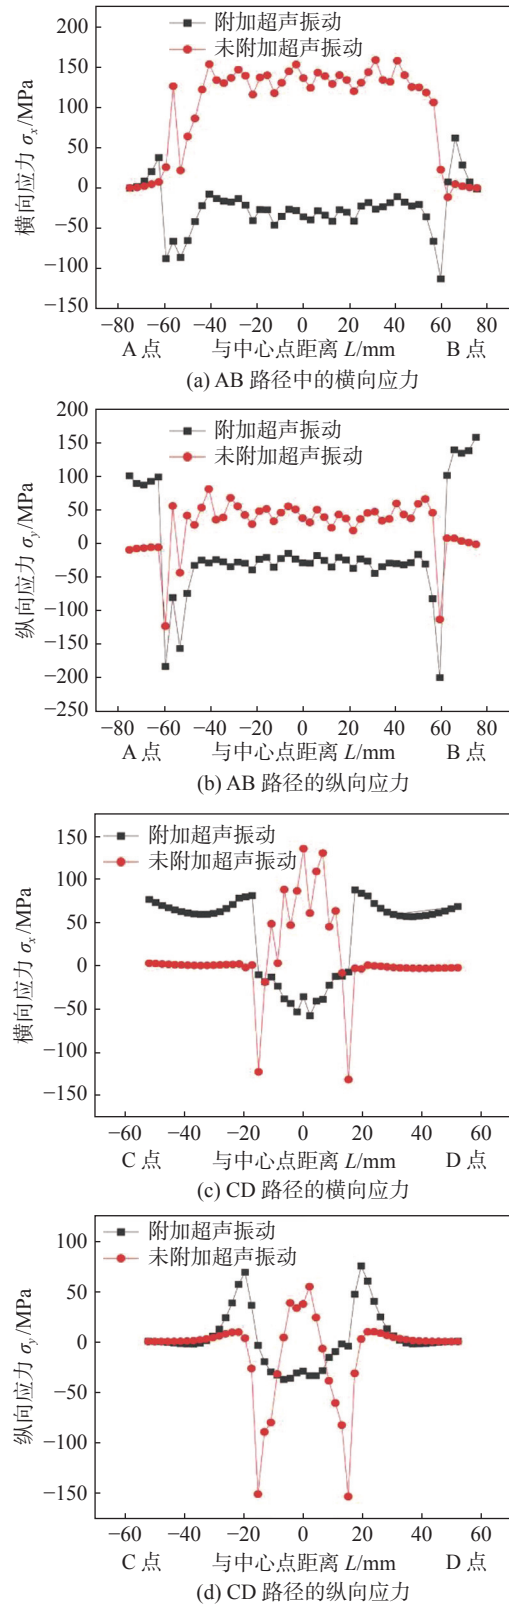 200
附加超声振动
未附加超声振动
150
100
50
0
−50
−100
−150
横向应力 σx/MPa
−80 −60 −40 −20 0 20 40 60 80
A 点 与中心点距离 L/mm B 点
(a) AB 路径中的横向应力
200
附加超声振动
未附加超声振动
150
100
50
0
−50
−100
−150
−200
−250
纵向应力 σy/MPa
−80 −60 −40 −20 0 20 40 60 80
A 点 与中心点距离 L/mm B 点
(b) AB 路径的纵向应力
150
附加超声振动
未附加超声振动
100
50
0
−50
−100
−150
横向应力 σx/MPa
−60 −40 −20 0 20 40 60
C 点 与中心点距离 L/mm D 点
(c) CD 路径的横向应力
附加超声振动
100
未附加超声振动
50
0
−50
−100
−150
纵向应力 σy/MPa
−60 −40 −20 0 20 40 60
C 点 与中心点距离 L/mm D 点
(d) CD 路径的纵向应力